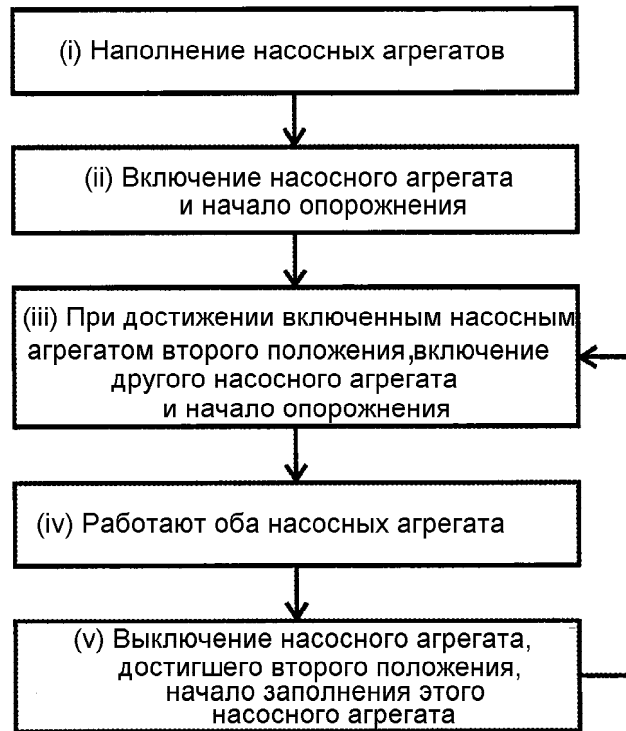 (i) Наполнение насосных агрегатов
(ii) Включение насосного агрегата
и начало опорожнения
(iii) При достижении включенным насосным
агрегатом второго положения,включение
другого насосного агрегата
и начало опорожнения
(iv) Работают оба насосных агрегата
(v) Выключение насосного агрегата,
достигшего второго положения,
начало заполнения этого
насосного агрегата